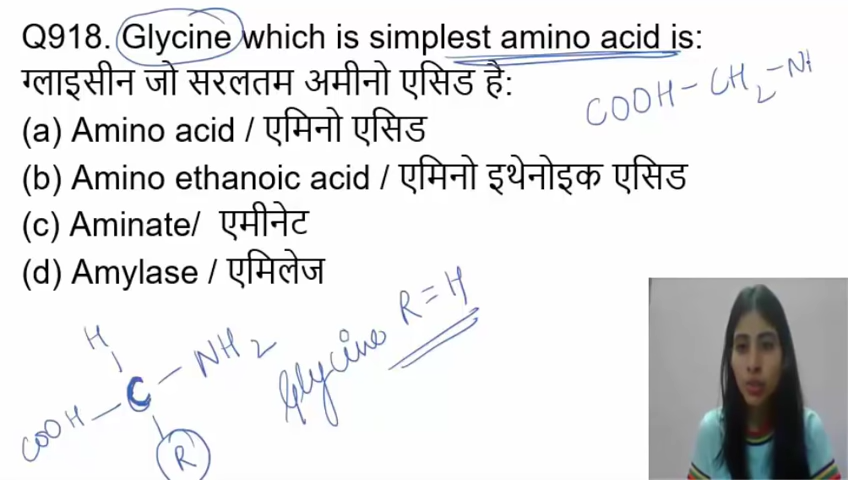 Q918. Glycine which is simplest amino acid is:
ग्लाइसीन जो सरलतम अमीनो एसिड है:
COOH - CH2 - NH
(a) Amino acid / एमिनो एसिड
(b) Amino ethanoic acid / एमिनो इथेनोइक एसिड
(c) Aminate/ एमीनेट
(d) Amylase / एमिलेज
Glycine R = H
H
COOH - C - NH2
R